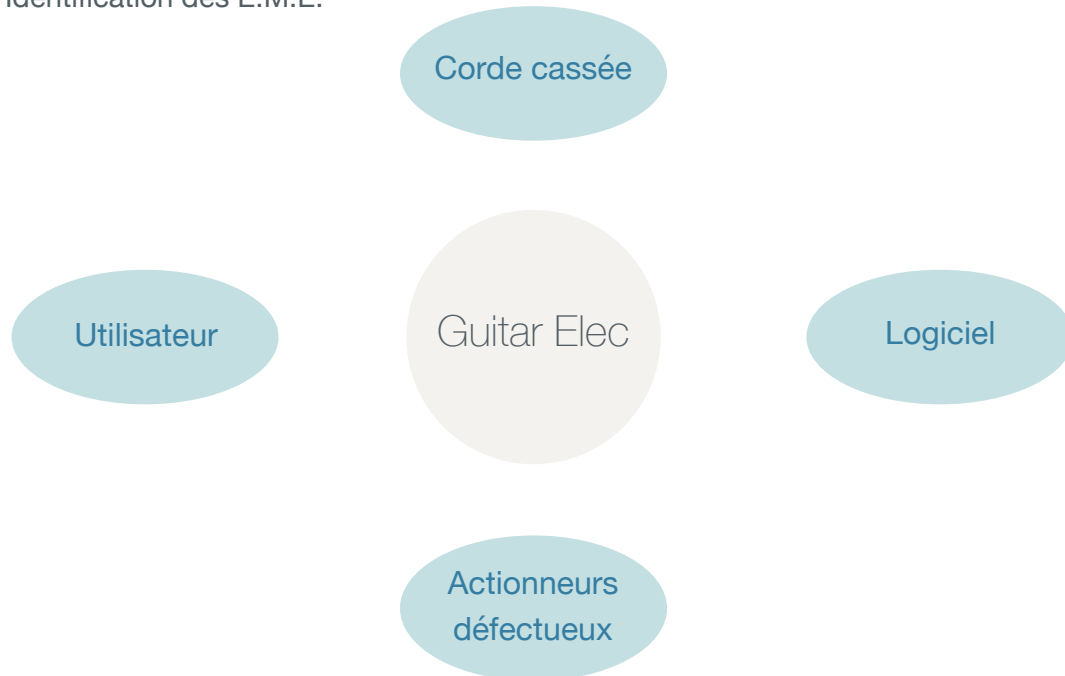 Identification des E.M.E.
Corde cassée
Utilisateur
Guitar Elec
Logiciel
Actionneurs
défectueux